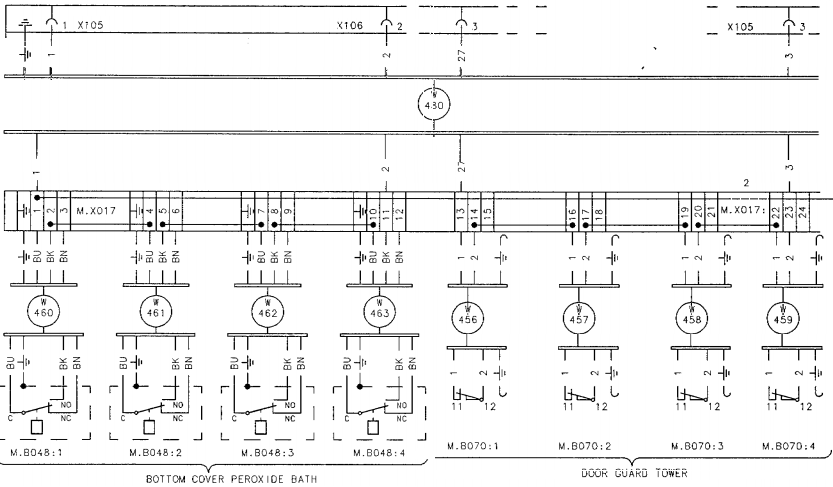 1 X105 X106 2 3 X105 3
1 2 27 3
W 430
1 2 27 3
2
1 2 3 M.X017 4 5 6 7 8 9 10 11 12 13 14 15 16 17 18 19 20 21 M.X017: 22 23 24
BU BK BN BU BK BN BU BK BN BU BK BN 1 2 1 2 1 2 1 2
W 460 W 461 W 462 W 463 W 456 W 457 W 458 W 459
BU BK BN BU BK BN BU BK BN BU BK BN 1 2 1 2 1 2 1 2
NO NO NO NO 11 12 11 12 11 12 11 12
C NC C NC C NC C NC
M.B048:1 M.B048:2 M.B048:3 M.B048:4 M.B070:1 M.B070:2 M.B070:3 M.B070:4
BOTTOM COVER PEROXIDE BATH DOOR GUARD TOWER